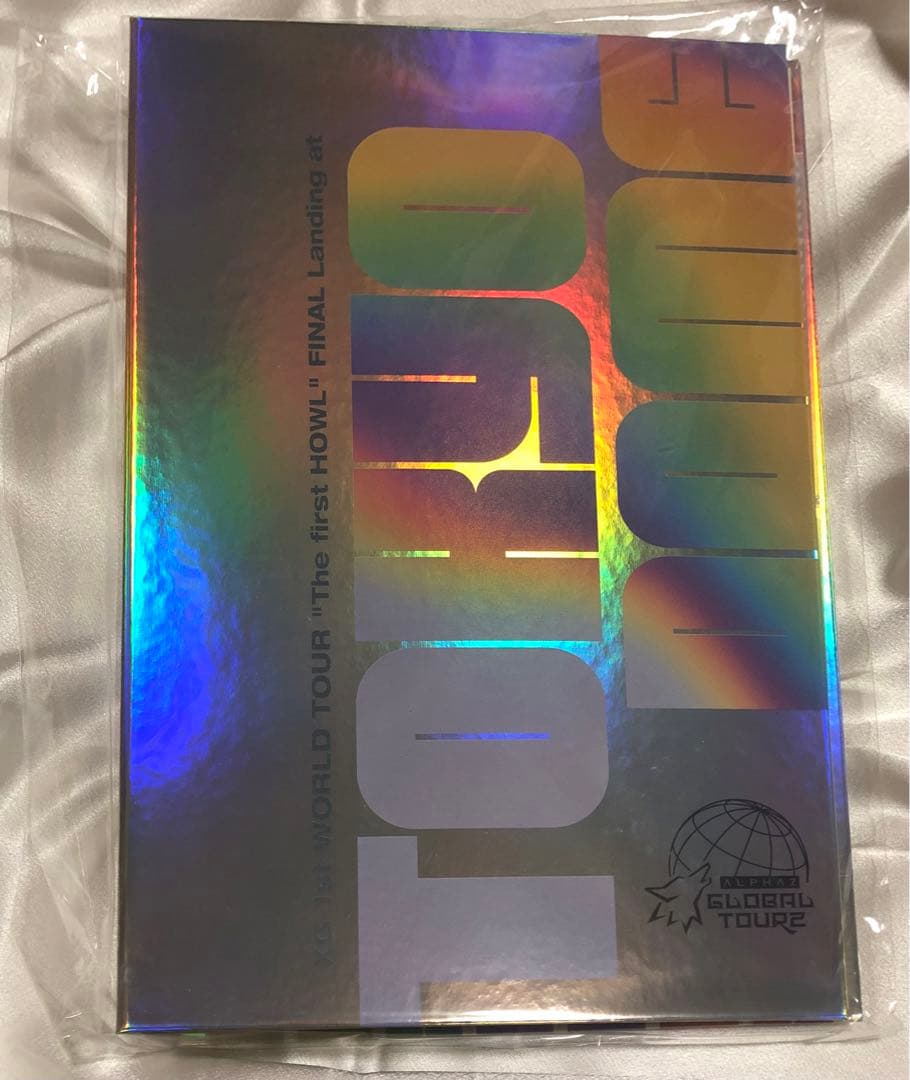 XG 1st WORLD TOUR "The first HOWL" FINAL Landing at
TOKYO
DOME
ALPHAZ
GLOBAL
TOURZ